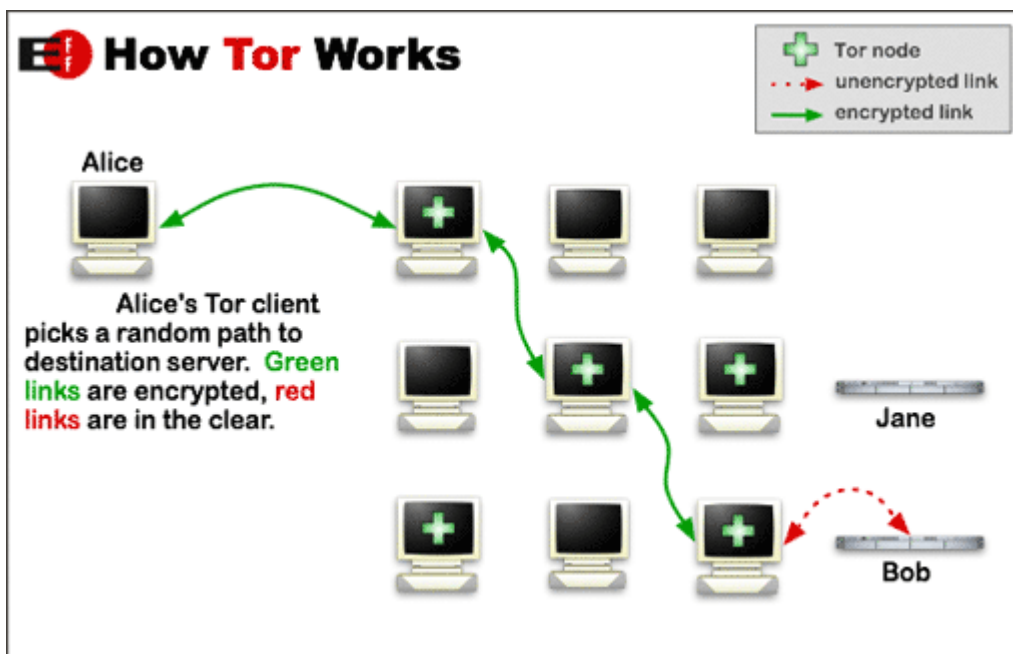 EFF How Tor Works
Tor node
unencrypted link
encrypted link
Alice
Alice's Tor client
picks a random path to
destination server. Green
links are encrypted, red
links are in the clear.
Jane
Bob